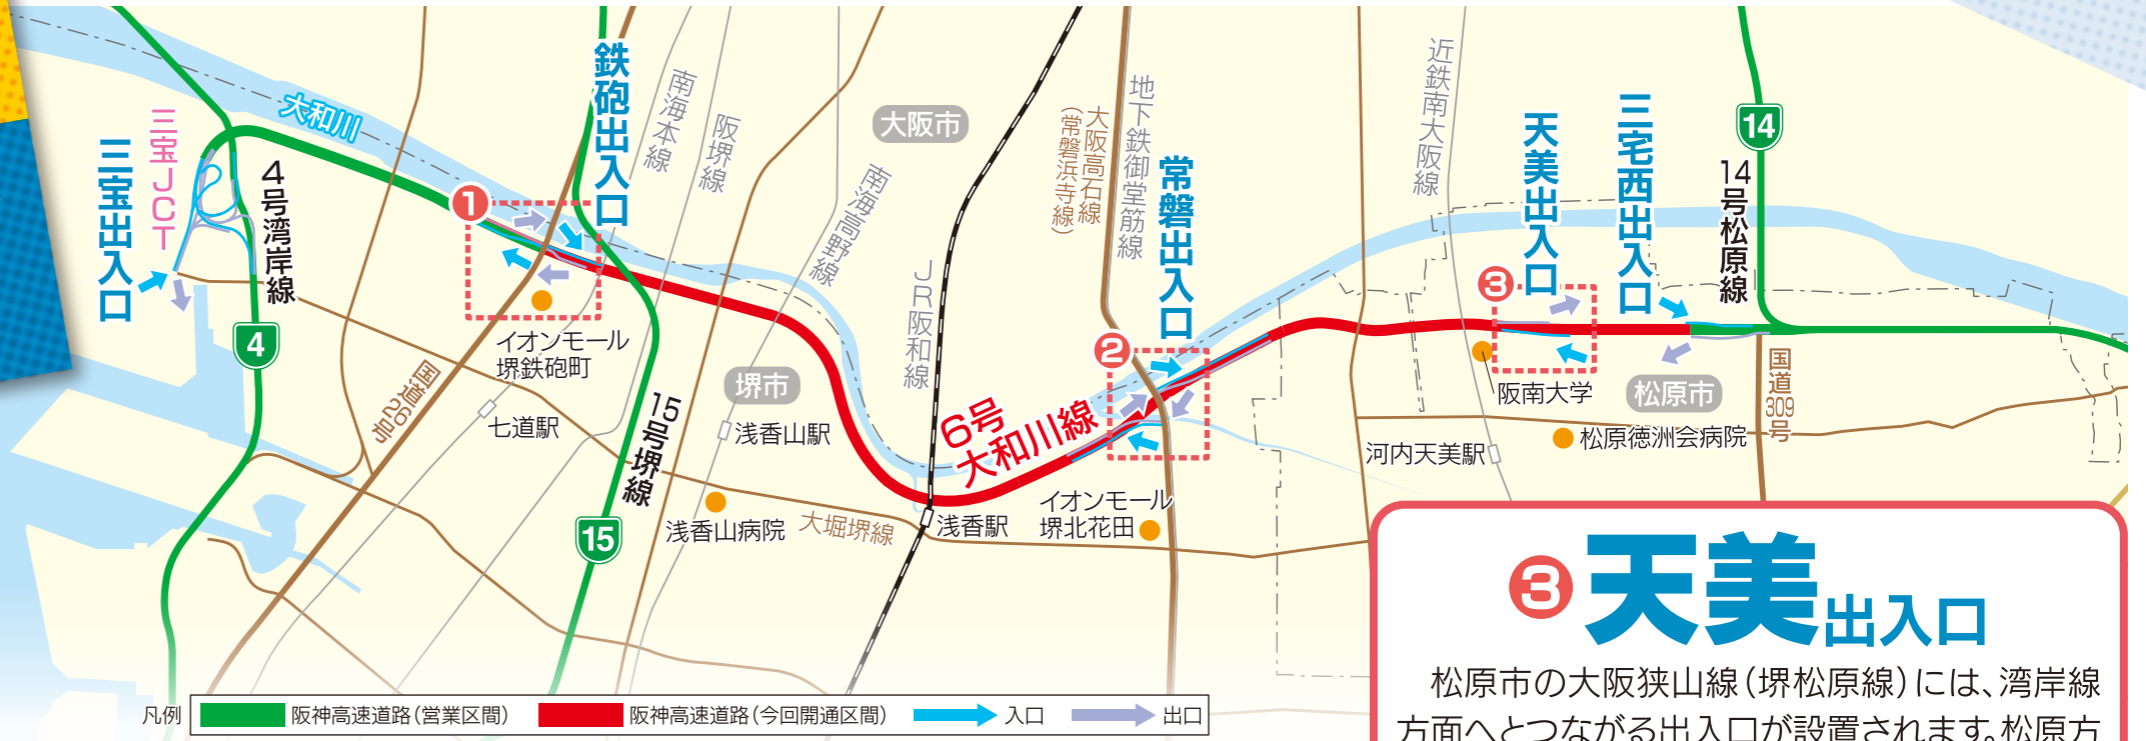 三宝出入口
三宝JCT
4号湾岸線
4
大和川
1
鉄砲出入口
南海本線
阪堺線
イオンモール
堺鉄砲町
国道26号
七道駅
15号堺線
15
大阪市
堺市
南海高野線
浅香山駅
浅香山病院
大堀堺線
JR阪和線
浅香駅
6号
大和川線
イオンモール
堺北花田
大阪高石線
(常磐浜寺線)
地下鉄御堂筋線
2
常磐出入口
近鉄南大阪線
3
天美出入口
三宅西出入口
14号松原線
14
阪南大学
松原市
国道309号
松原徳洲会病院
河内天美駅
凡例
阪神高速道路(営業区間)
阪神高速道路(今回開通区間)
入口
出口
3 天美出入口
松原市の大阪狭山線(堺松原線)には、湾岸線
方面へとつながる出入口が設置されます。松原方